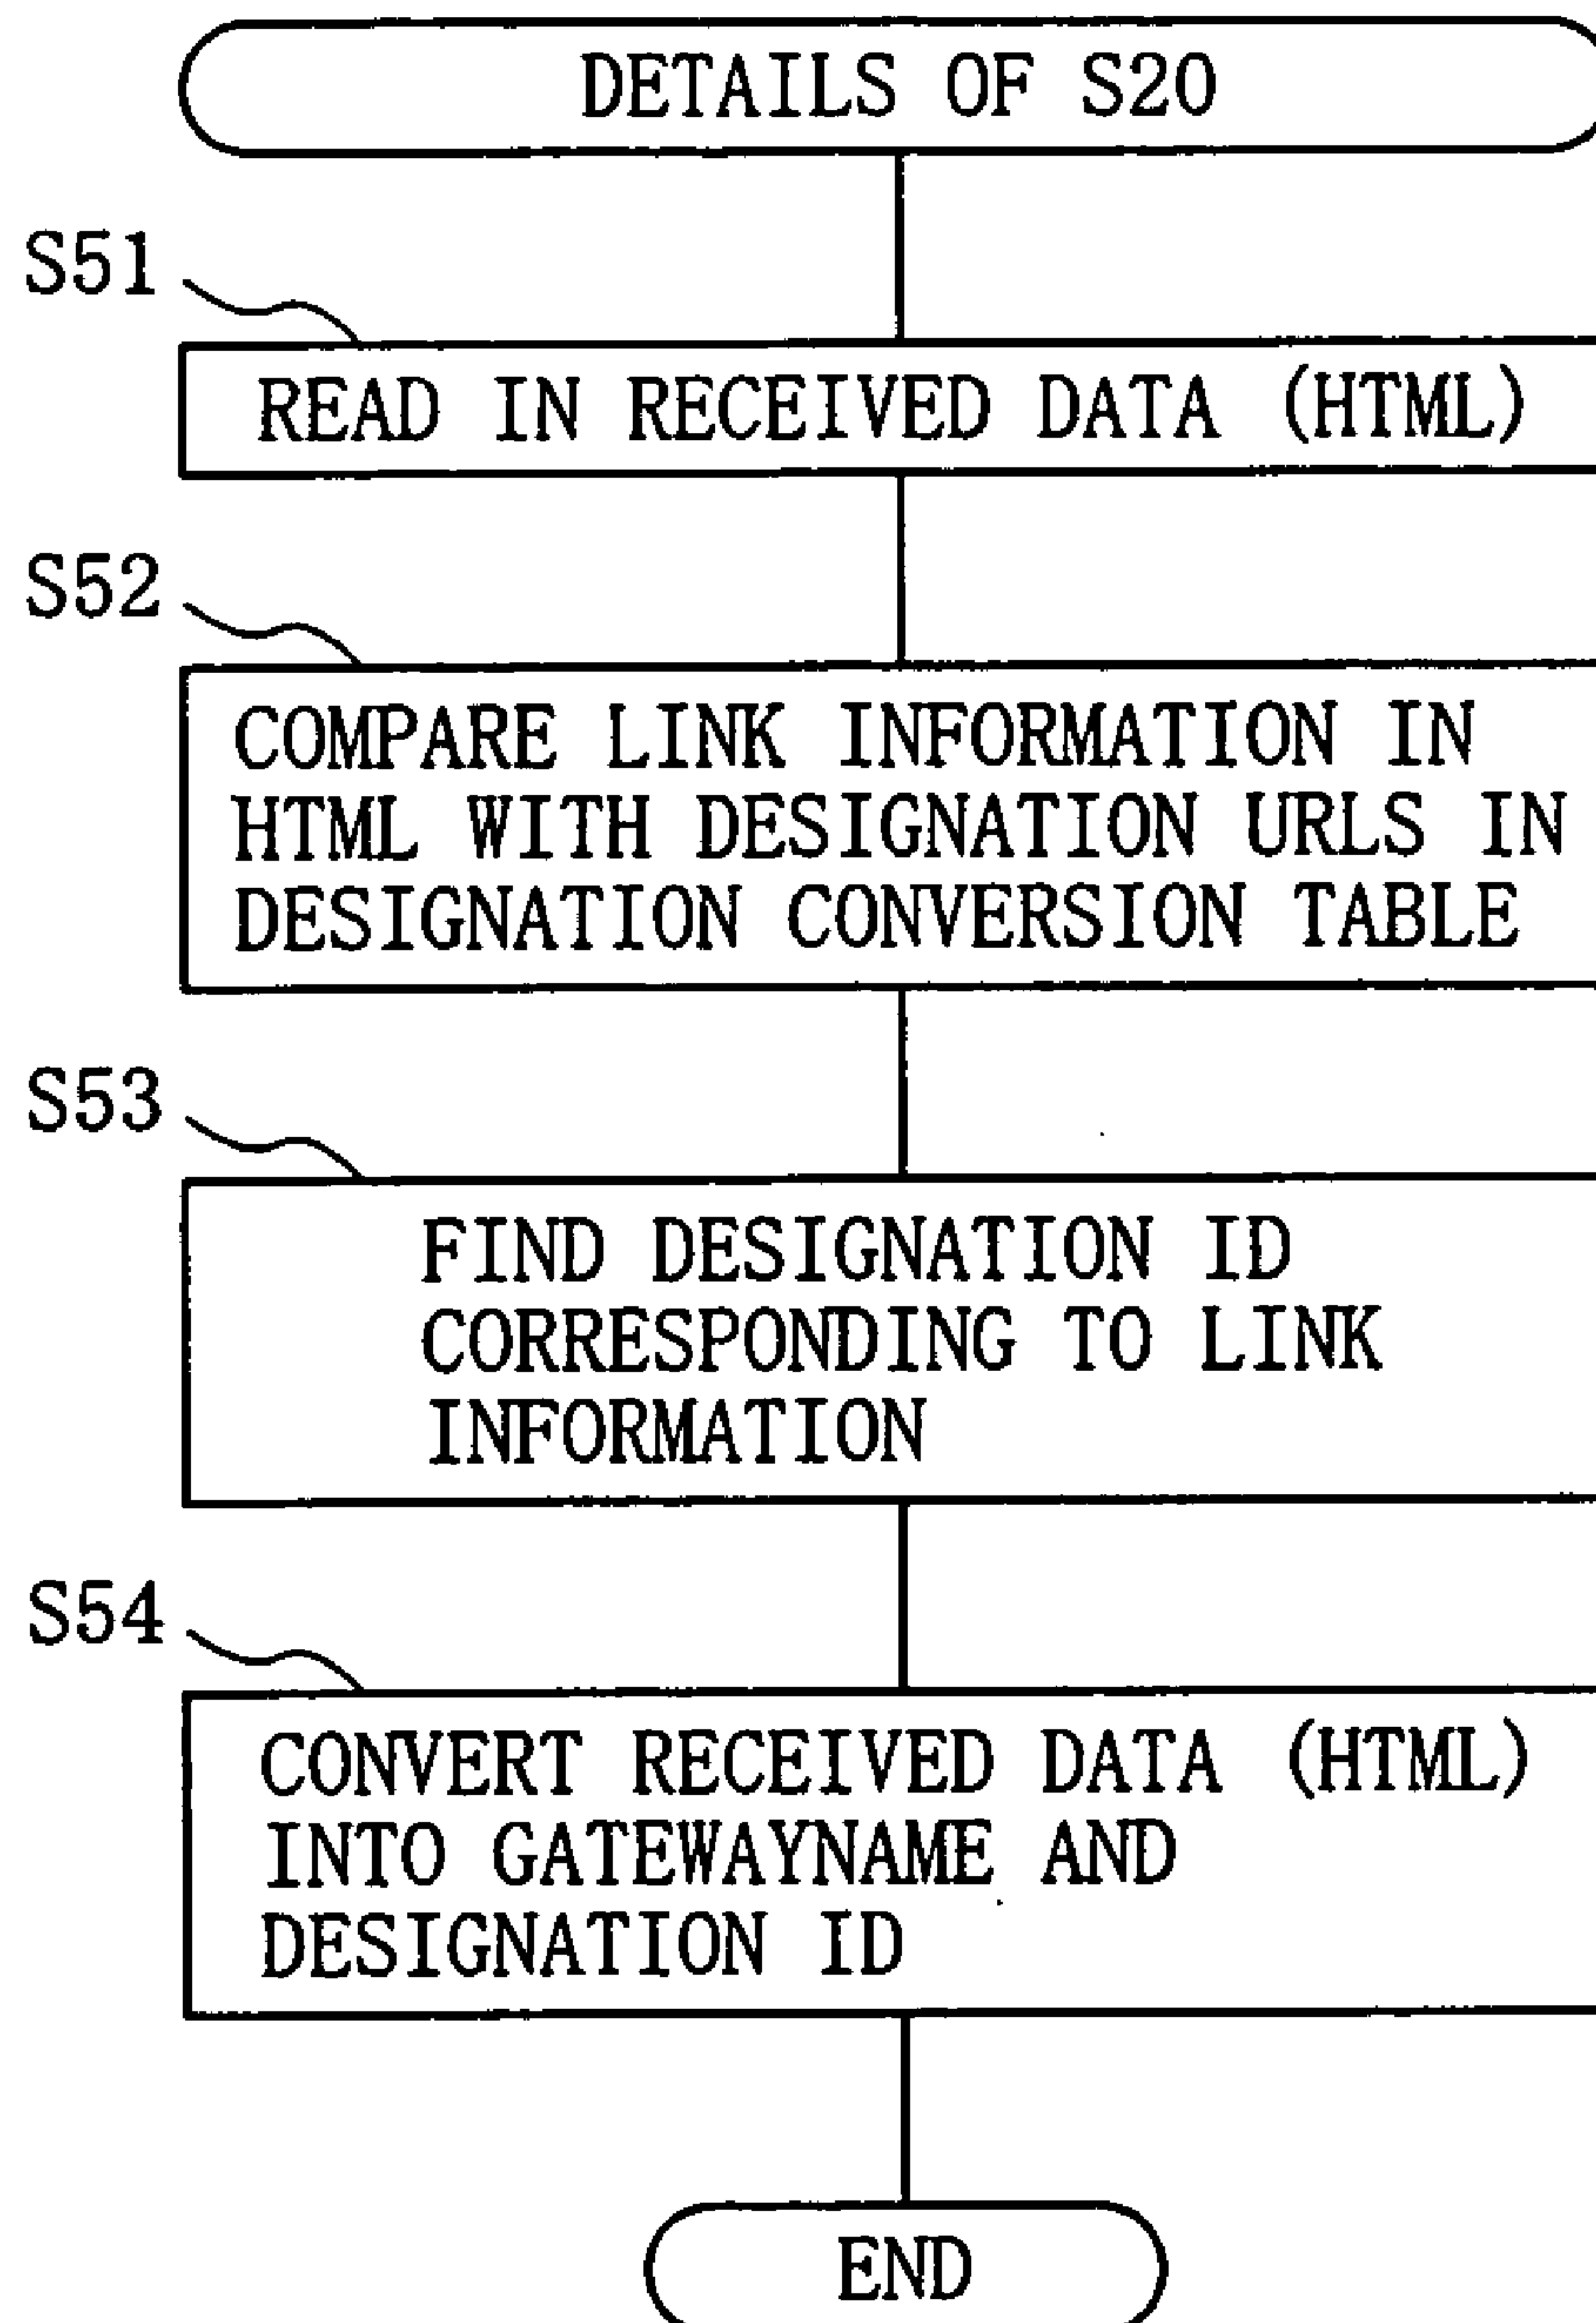 DETAILS OF S20
S51
READ IN RECEIVED DATA (HTML)
S52
COMPARE LINK INFORMATION IN
HTML WITH DESIGNATION URLS IN
DESIGNATION CONVERSION TABLE
S53
FIND DESIGNATION ID
CORRESPONDING TO LINK
INFORMATION
S54
CONVERT RECEIVED DATA (HTML)
INTO GATEWAYNAME AND
DESIGNATION ID
END